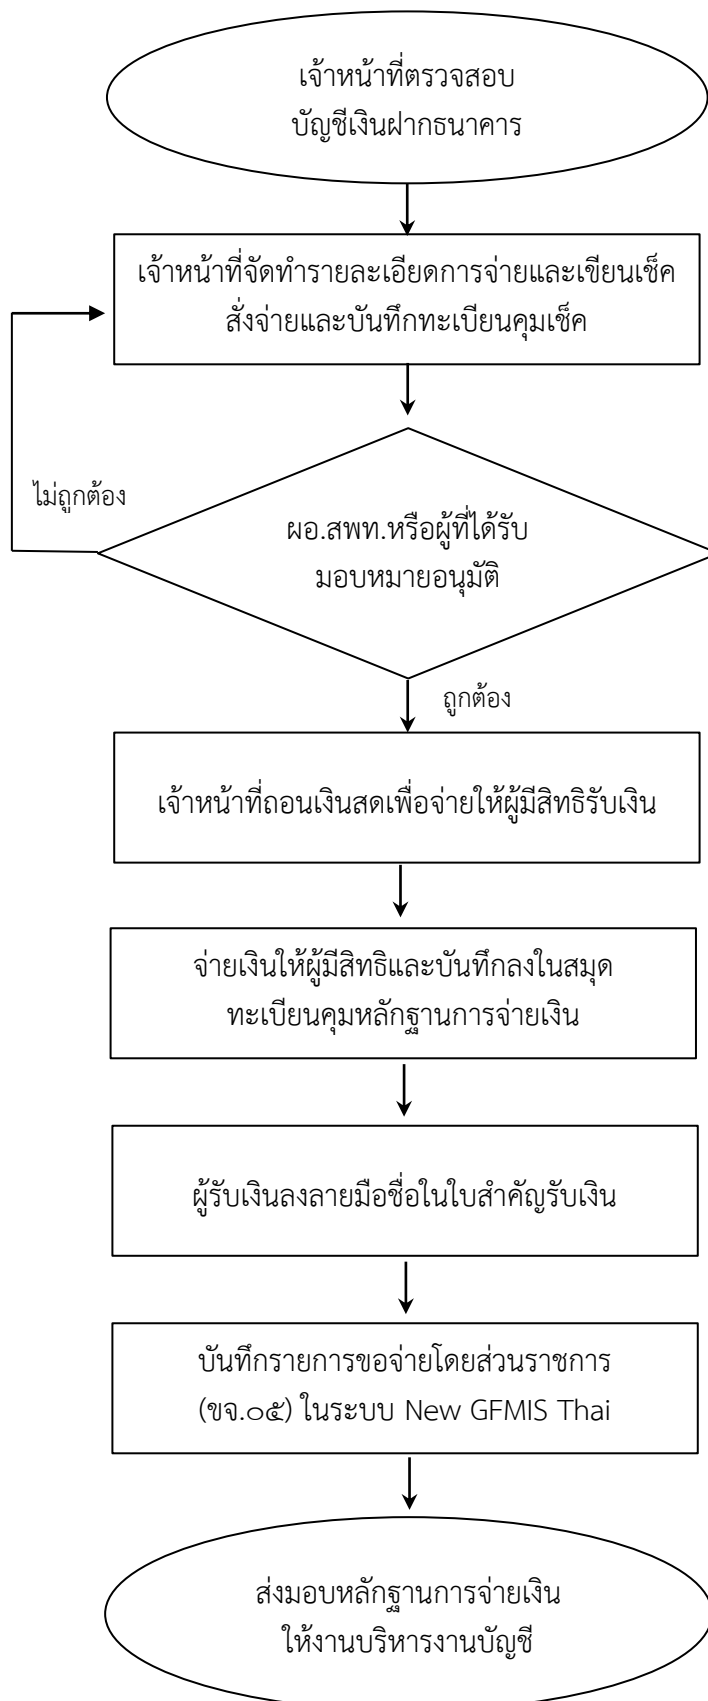 เจ้าหน้าที่ตรวจสอบ
บัญชีเงินฝากธนาคาร
เจ้าหน้าที่จัดทำรายละเอียดการจ่ายและเขียนเช็ค
สั่งจ่ายและบันทึกทะเบียนคุมเช็ค
ไม่ถูกต้อง
ผอ.สพท.หรือผู้ที่ได้รับ
มอบหมายอนุมัติ
ถูกต้อง
เจ้าหน้าที่ถอนเงินสดเพื่อจ่ายให้ผู้มีสิทธิรับเงิน
จ่ายเงินให้ผู้มีสิทธิและบันทึกลงในสมุด
ทะเบียนคุมหลักฐานการจ่ายเงิน
ผู้รับเงินลงลายมือชื่อในใบสำคัญรับเงิน
บันทึกรายการขอจ่ายโดยส่วนราชการ
(ขจ.๐๕) ในระบบ New GFMIS Thai
ส่งมอบหลักฐานการจ่ายเงิน
ให้งานบริหารงานบัญชี